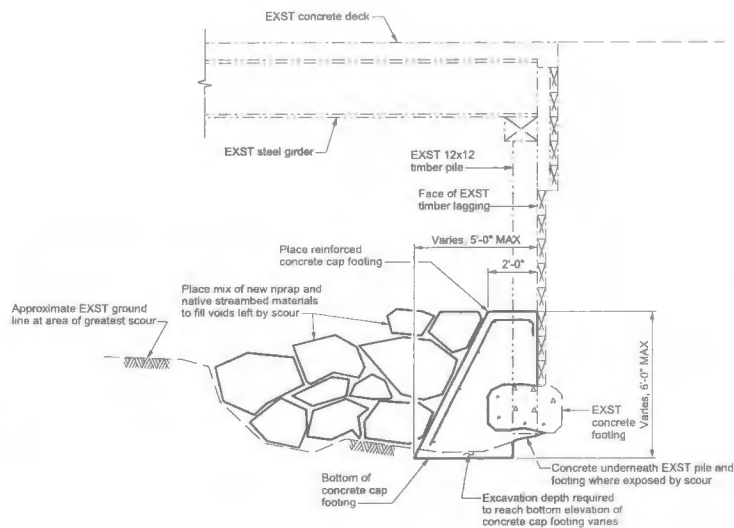 EXST concrete deck
EXST steel girder
EXST 12x12
timber pile
Face of EXST
timber lagging
Varies, 5'-0" MAX
2'-0"
Place reinforced
concrete cap footing
Place mix of new riprap and
native streambed materials
to fill voids left by scour
Approximate EXST ground
line at area of greatest scour
Varies, 6'-0" MAX
EXST
concrete
footing
Bottom of
concrete cap
footing
Concrete underneath EXST pile and
footing where exposed by scour
Excavation depth required
to reach bottom elevation of
concrete cap footing varies